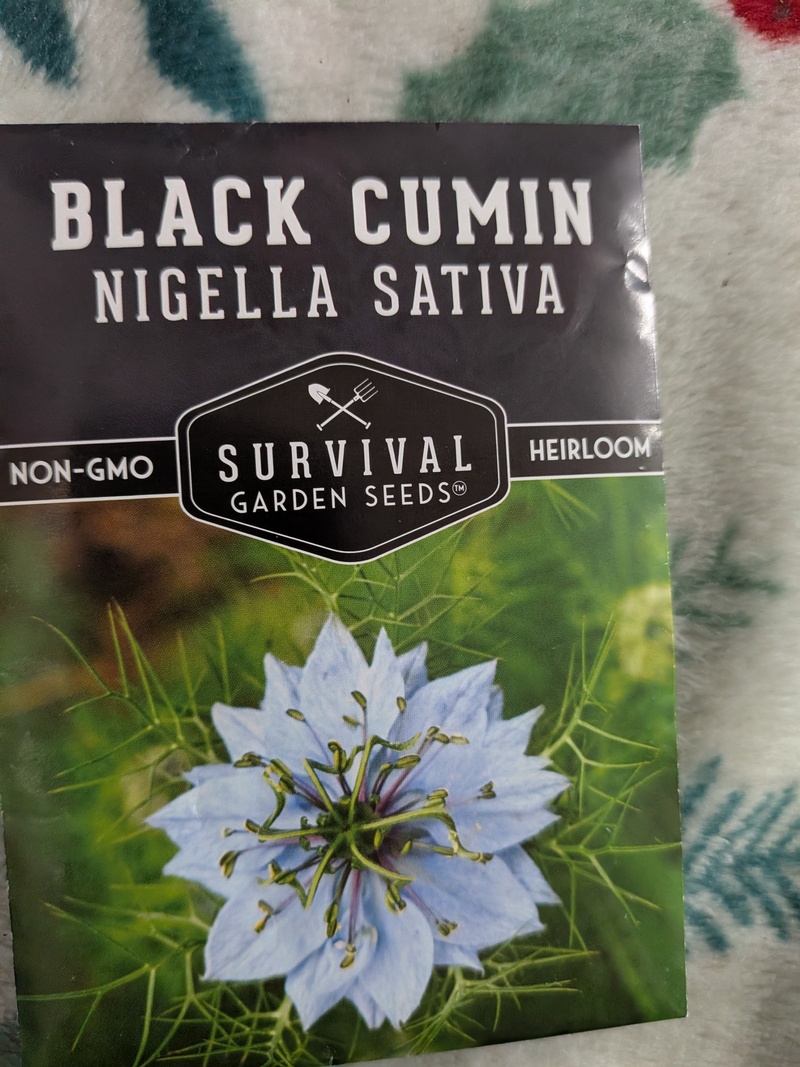 BLACK CUMIN
NIGELLA SATIVA
NON-GMO
SURVIVAL
GARDEN SEEDS™
HEIRLOOM